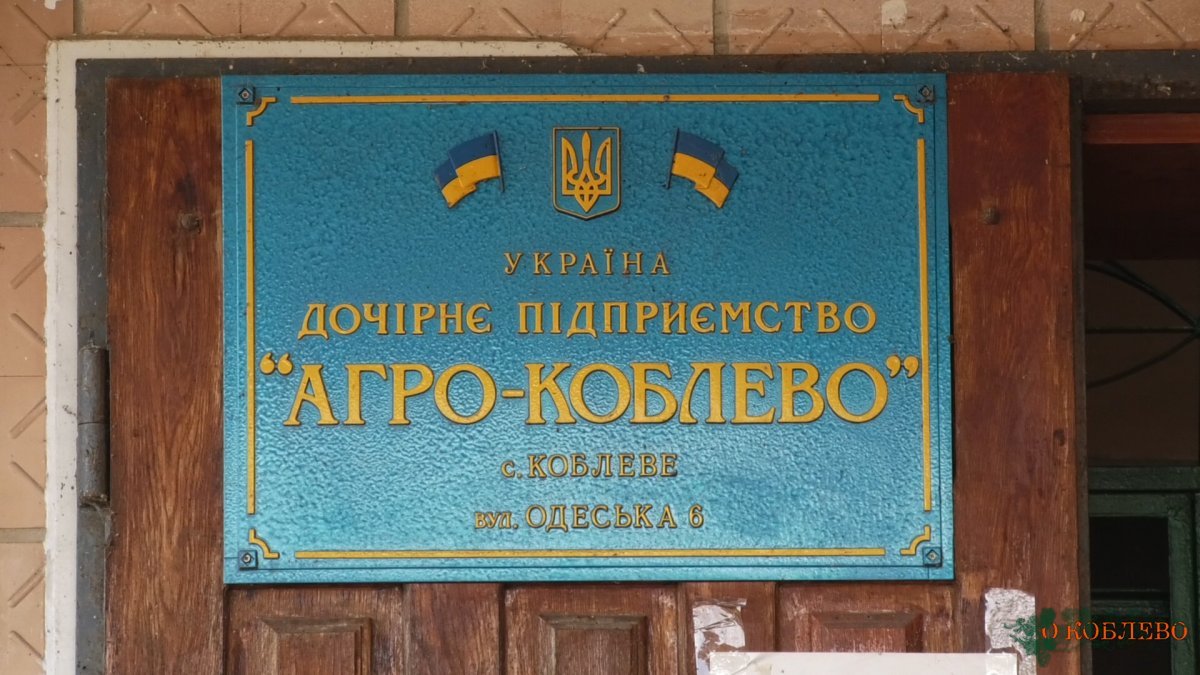 УКРАЇНА
ДОЧІРНЄ ПІДПРИЄМСТВО
“АГРО-КОБЛЕВО”
с. КОБЛЕВЕ
вул. ОДЕСЬКА 6
О КОБЛЕВО